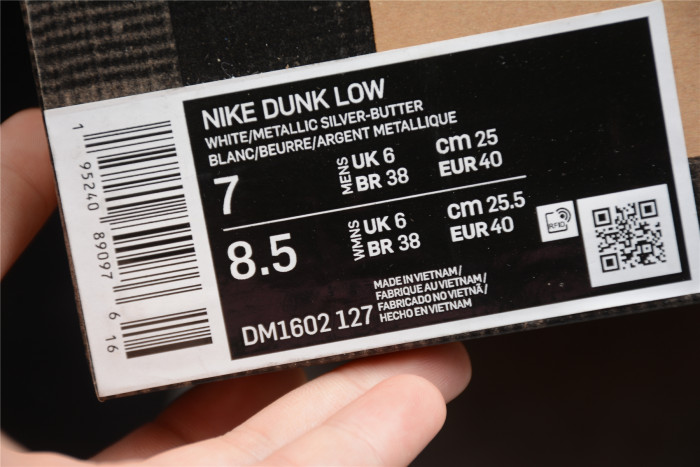 NIKE DUNK LOW
WHITE/METALLIC SILVER-BUTTER
BLANC/BEURRE/ARGENT METALLIQUE
7
MENS
UK 6
BR 38
cm 25
EUR 40
8.5
WMNS
UK 6
BR 38
cm 25.5
EUR 40
RFID
DM1602 127
MADE IN VIETNAM/
FABRIQUE AU VIETNAM/
FABRICADO NO VIETNÃ/
HECHO EN VIETNAM
1 95240 89097 6 16